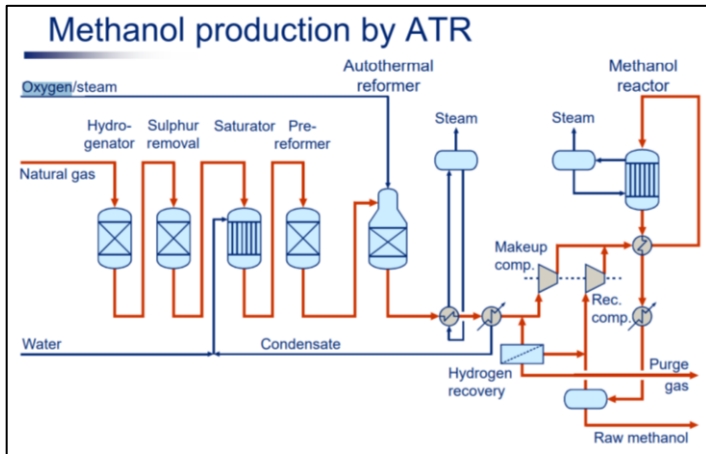 Methanol production by ATR
Autothermal
reformer
Methanol
reactor
Oxygen/steam
Hydro-
genator
Sulphur
removal
Saturator
Pre-
reformer
Steam
Steam
Natural gas
Makeup
comp.
Rec.
comp.
Water
Condensate
Hydrogen
recovery
Purge
gas
Raw methanol